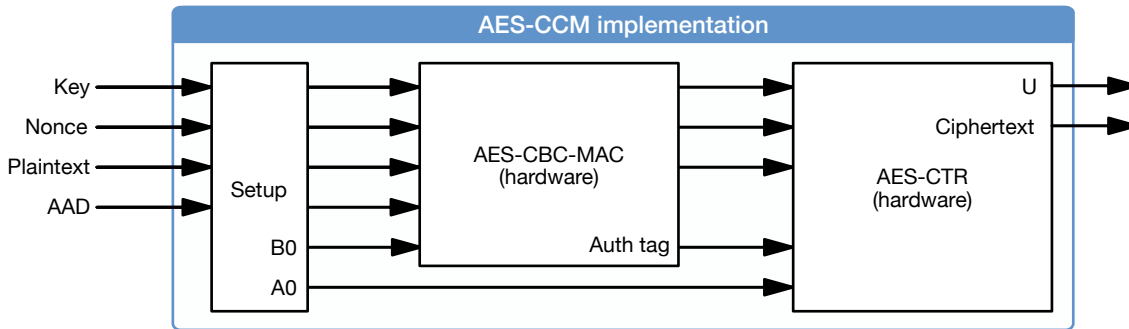 AES-CCM implementation
Key
Nonce
Plaintext
AAD
Setup
B0
A0
AES-CBC-MAC
(hardware)
Auth tag
U
Ciphertext
AES-CTR
(hardware)